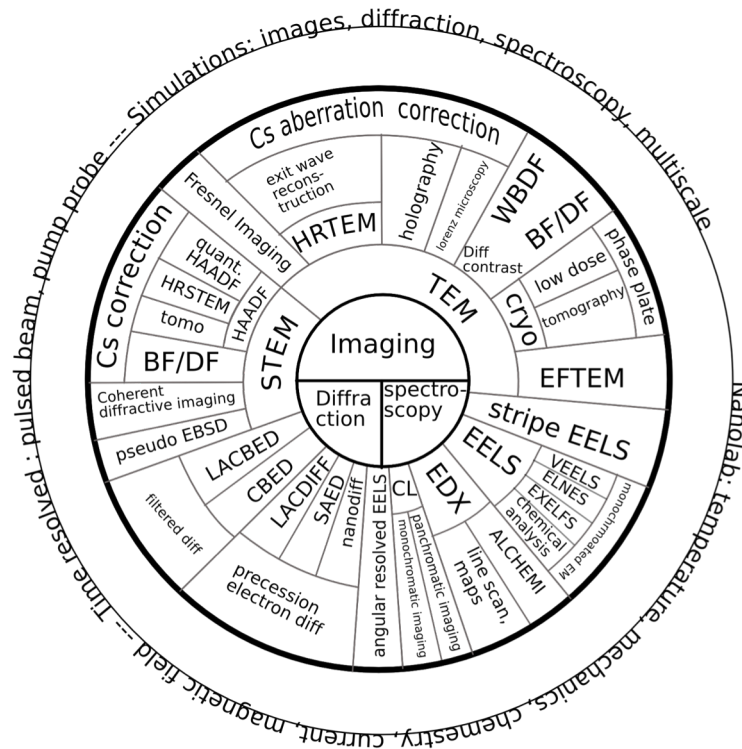 Time resolved : pulsed beam, pump probe --- Simulations: images, diffraction, spectroscopy, multiscale
Nanolab: temperature, mechanics, chemestry, current, magnetic field ---
Cs aberration correction
exit wave
recons-
truction
HRTEM
holography
lorenz microscopy
WBDF
BF/DF
Diff
contrast
phase plate
low dose
tomography
cryo
EFTEM
TEM
Fresnel Imaging
Cs correction
quant.
HAADF
HRSTEM
tomo
HAADF
BF/DF
STEM
Coherent
diffractive imaging
pseudo EBSD
Imaging
Diffra
ction
spectro-
scopy
LACBED
CBED
LACDIFF
SAED
nanodiff
filtered diff
precession
electron diff
angular resolved EELS
CL
monochromatic imaging
panchromatic imaging
EDX
line scan,
maps
ALCHEMI
EELS
stripe EELS
VEELS
ELNES
EXELFS
chemical
analysis
monochrmoated EM